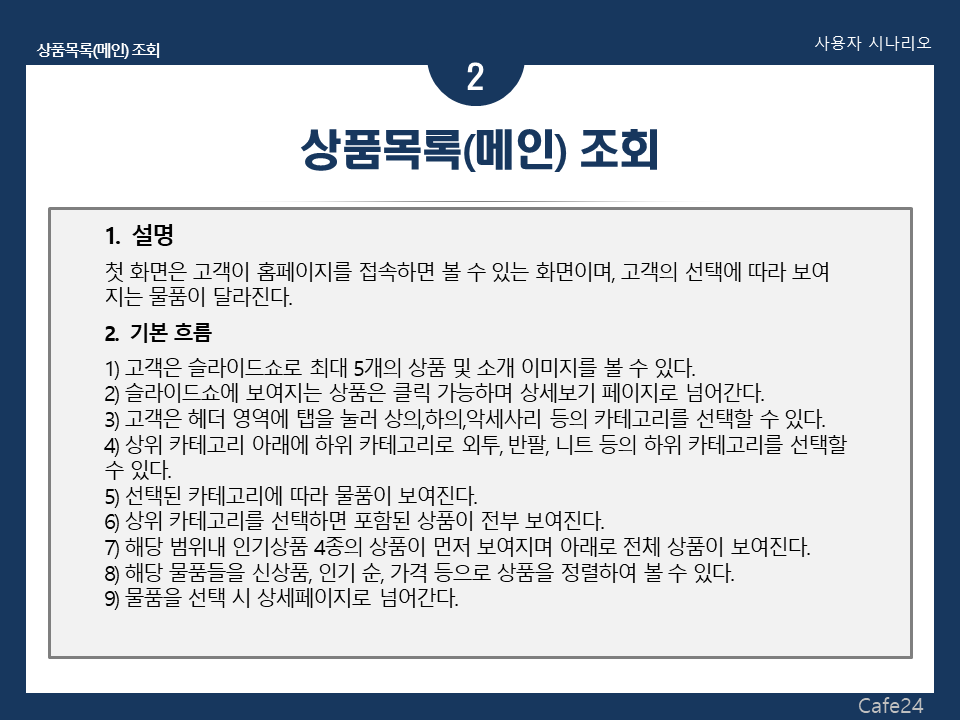 상품목록(메인) 조회
사용자 시나리오
2
상품목록(메인) 조회
1. 설명
첫 화면은 고객이 홈페이지를 접속하면 볼 수 있는 화면이며, 고객의 선택에 따라 보여
지는 물품이 달라진다.
2. 기본 흐름
1) 고객은 슬라이드쇼로 최대 5개의 상품 및 소개 이미지를 볼 수 있다.
2) 슬라이드쇼에 보여지는 상품은 클릭 가능하며 상세보기 페이지로 넘어간다.
3) 고객은 헤더 영역에 탭을 눌러 상의,하의,악세사리 등의 카테고리를 선택할 수 있다.
4) 상위 카테고리 아래에 하위 카테고리로 외투, 반팔, 니트 등의 하위 카테고리를 선택할
수 있다.
5) 선택된 카테고리에 따라 물품이 보여진다.
6) 상위 카테고리를 선택하면 포함된 상품이 전부 보여진다.
7) 해당 범위내 인기상품 4종의 상품이 먼저 보여지며 아래로 전체 상품이 보여진다.
8) 해당 물품들을 신상품, 인기 순, 가격 등으로 상품을 정렬하여 볼 수 있다.
9) 물품을 선택 시 상세페이지로 넘어간다.
Cafe24